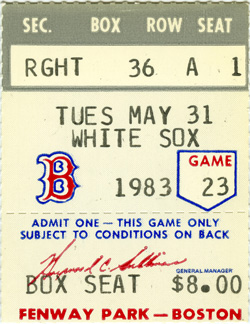 SEC. BOX ROW SEAT
RGHT 36 A 1
TUES MAY 31
WHITE SOX
B 1983 GAME 23
ADMIT ONE—THIS GAME ONLY
SUBJECT TO CONDITIONS ON BACK
GENERAL MANAGER
BOX SEAT $8.00
FENWAY PARK—BOSTON